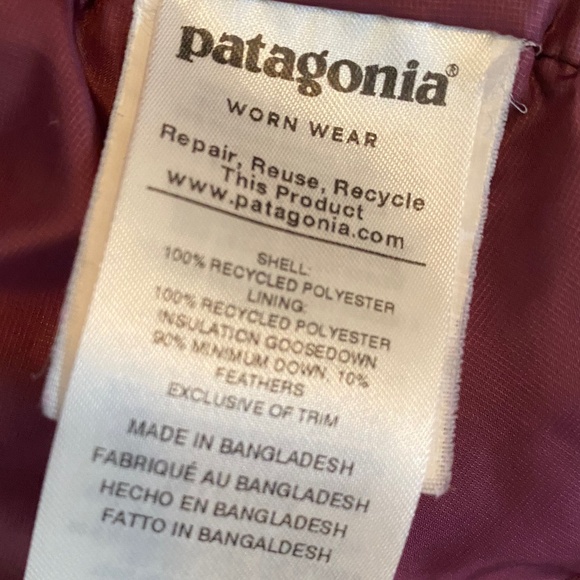 patagonia®
WORN WEAR
Repair, Reuse, Recycle
This Product
www.patagonia.com
SHELL:
100% RECYCLED POLYESTER
LINING:
100% RECYCLED POLYESTER
INSULATION GOOSEDOWN
90% MINIMUM DOWN, 10%
FEATHERS
EXCLUSIVE OF TRIM
MADE IN BANGLADESH
FABRIQUÉ AU BANGLADESH
HECHO EN BANGLADESH
FATTO IN BANGALDESH